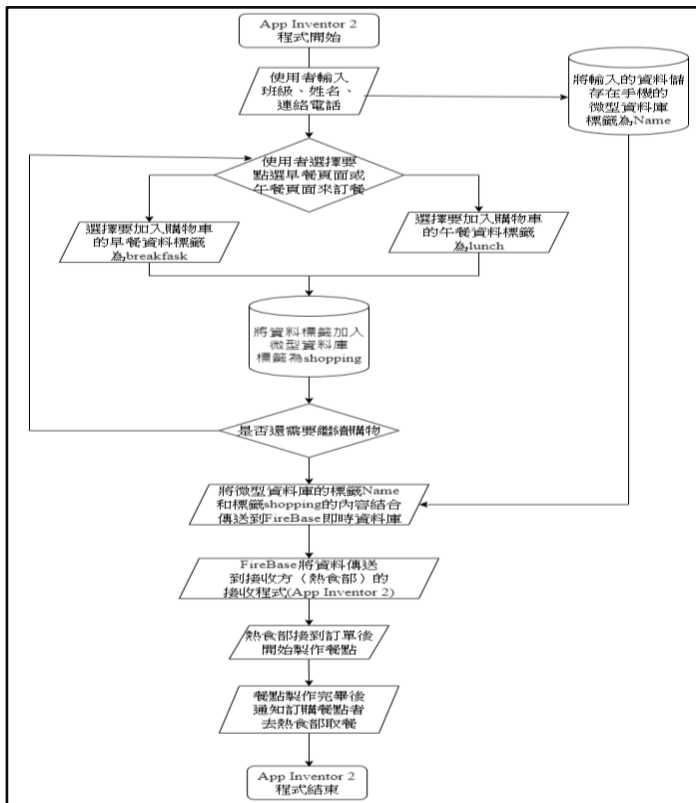 App Inventor 2
程式開始
使用者輸入
班級、姓名、
連絡電話
將輸入的資料儲
存在手機的
微型資料庫
標籤為Name
使用者選擇要
點選早餐頁面或
午餐頁面來訂餐
選擇要加入購物車
的早餐資料標籤
為breakfask
選擇要加入購物車
的午餐資料標籤
為lunch
將資料標籤加入
微型資料庫
標籤為shopping
是否還需要繼續購物
將微型資料庫的標籤Name
和標籤shopping的內容結合
傳送到FireBase即時資料庫
FireBase將資料傳送
到接收方（熱食部）的
接收程式(App Inventor 2)
熱食部接到訂單後
開始製作餐點
餐點製作完畢後
通知訂購餐點者
去熱食部取餐
App Inventor 2
程式結束